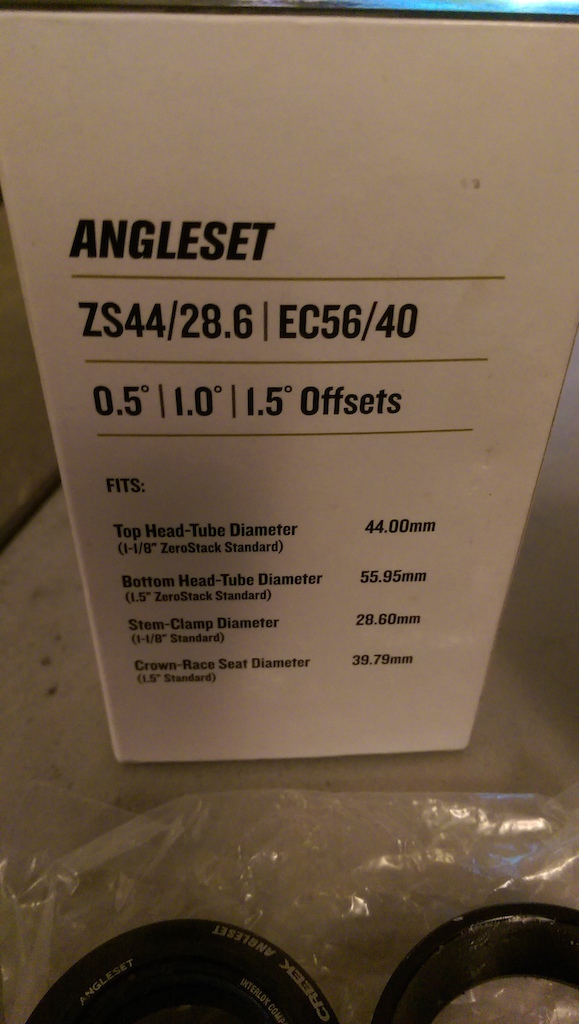 ANGLESET
ZS44/28.6 | EC56/40
0.5° | 1.0° | 1.5° Offsets
FITS:
Top Head-Tube Diameter 44.00mm
(1-1/8" ZeroStack Standard)
Bottom Head-Tube Diameter 55.95mm
(1.5" ZeroStack Standard)
Stem-Clamp Diameter 28.60mm
(1-1/8" Standard)
Crown-Race Seat Diameter 39.79mm
(1.5" Standard)
ANGLESET
CREEK ANGLESET
INTERLOK